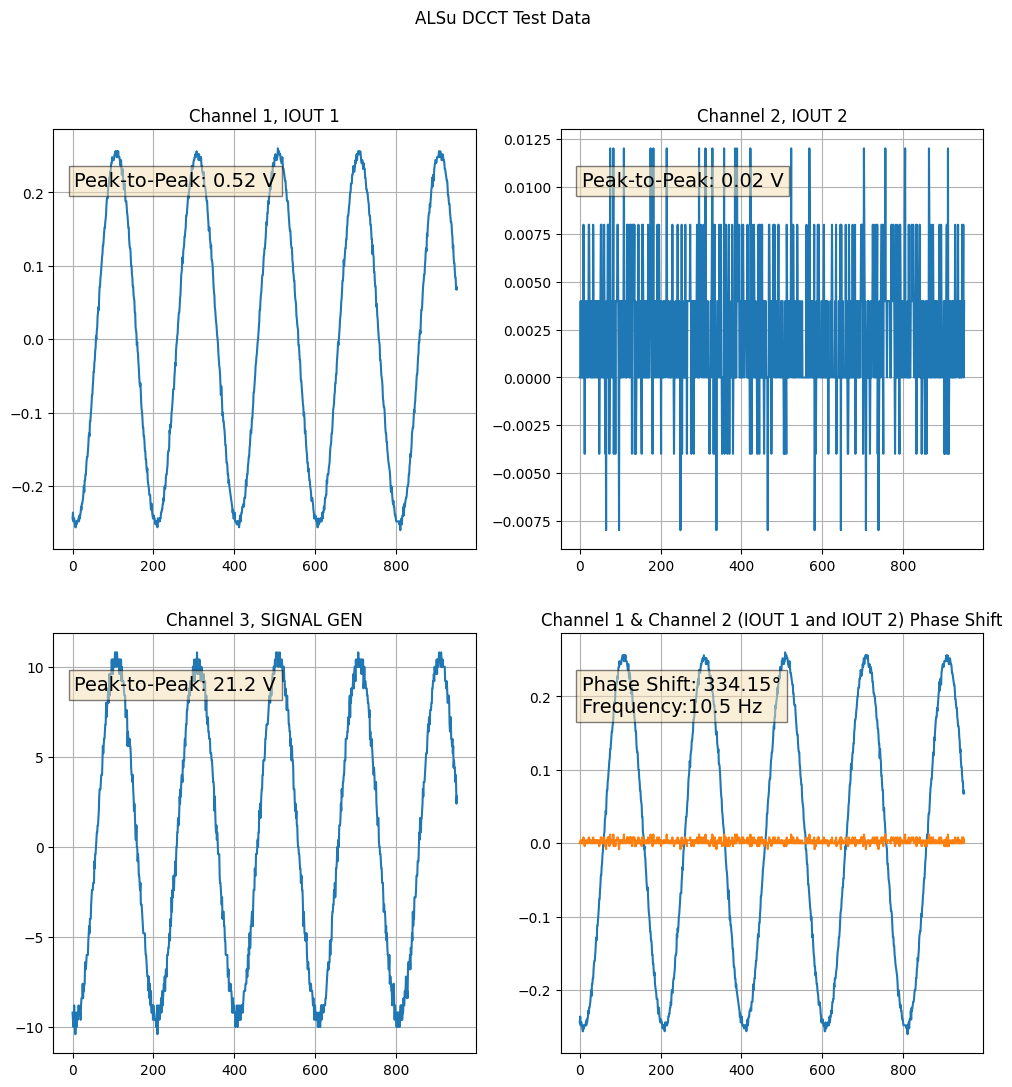 ALSu DCCT Test Data
Channel 1, IOUT 1
Peak-to-Peak: 0.52 V
0.2
0.1
0.0
−0.1
−0.2
0 200 400 600 800
Channel 2, IOUT 2
Peak-to-Peak: 0.02 V
0.0125
0.0100
0.0075
0.0050
0.0025
0.0000
−0.0025
−0.0050
−0.0075
0 200 400 600 800
Channel 3, SIGNAL GEN
Peak-to-Peak: 21.2 V
10
5
0
−5
−10
0 200 400 600 800
Channel 1 & Channel 2 (IOUT 1 and IOUT 2) Phase Shift
Phase Shift: 334.15°
Frequency:10.5 Hz
0.2
0.1
0.0
−0.1
−0.2
0 200 400 600 800